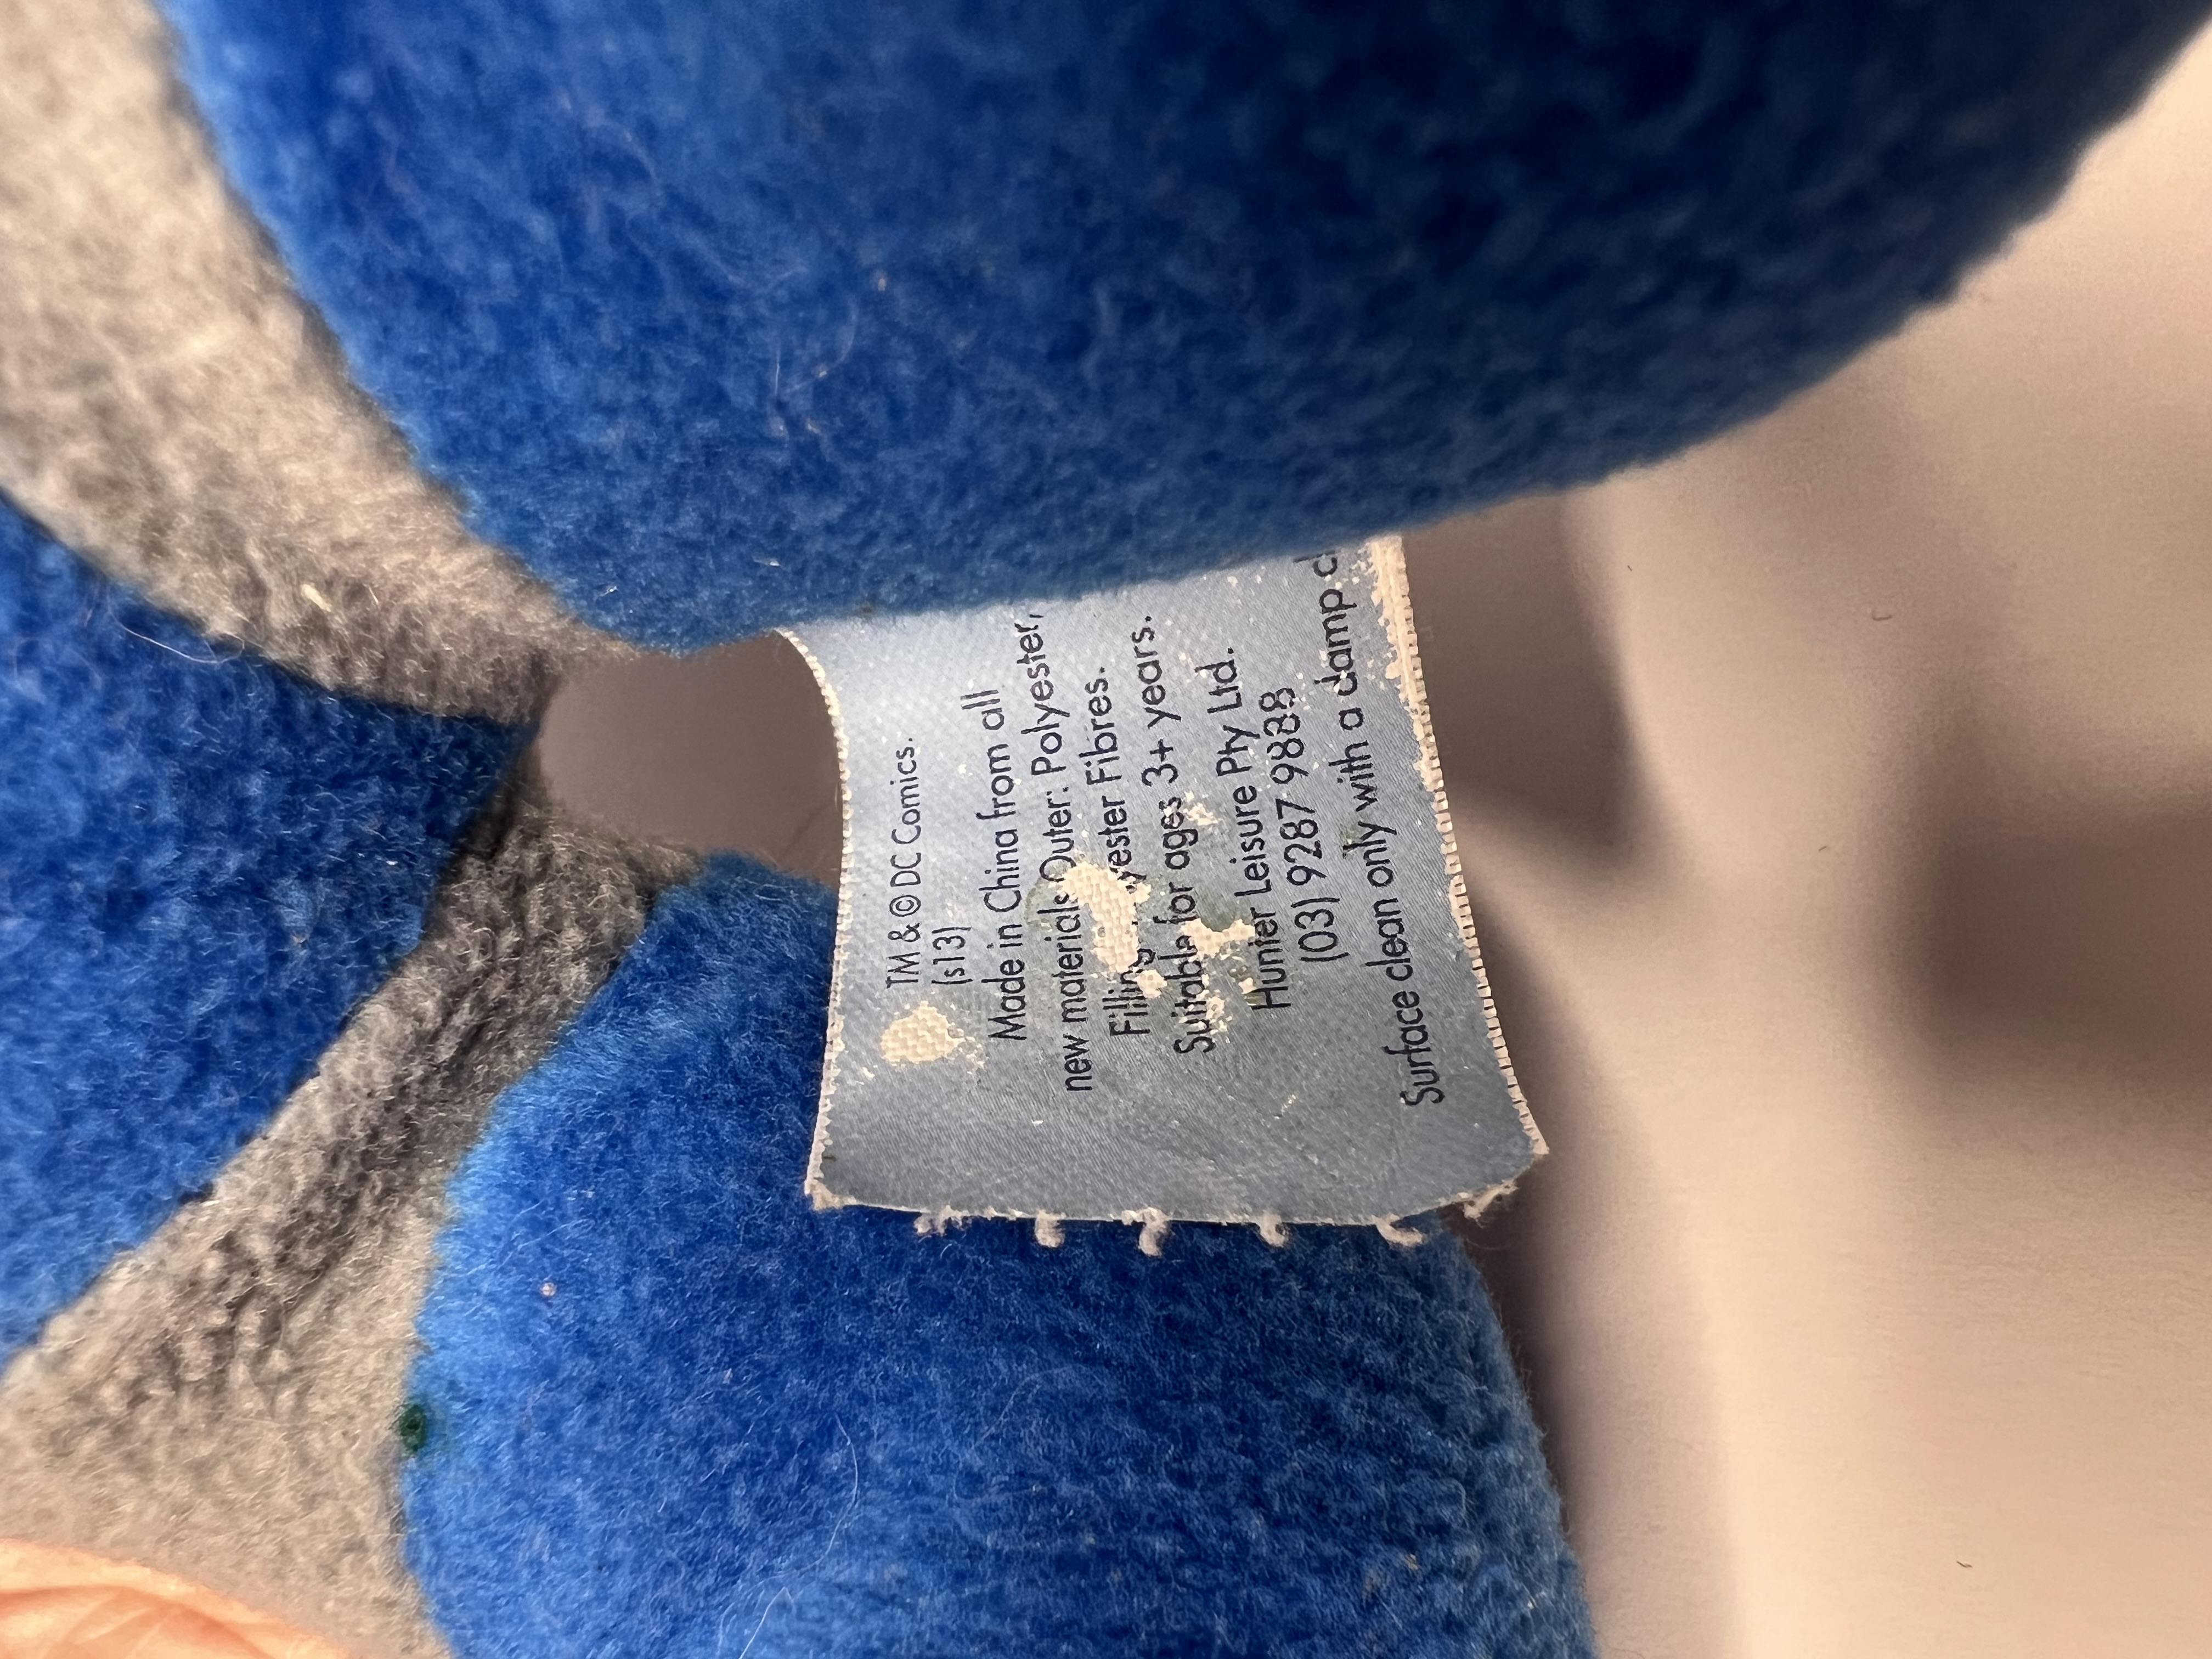 TM & © DC Comics.
(s13)
Made in China from all
new materials Outer: Polyester,
Filling yester Fibres.
Suitable for ages 3+ years.
Hunter Leisure Pty Ltd.
(03) 9287 9888
Surface clean only with a damp